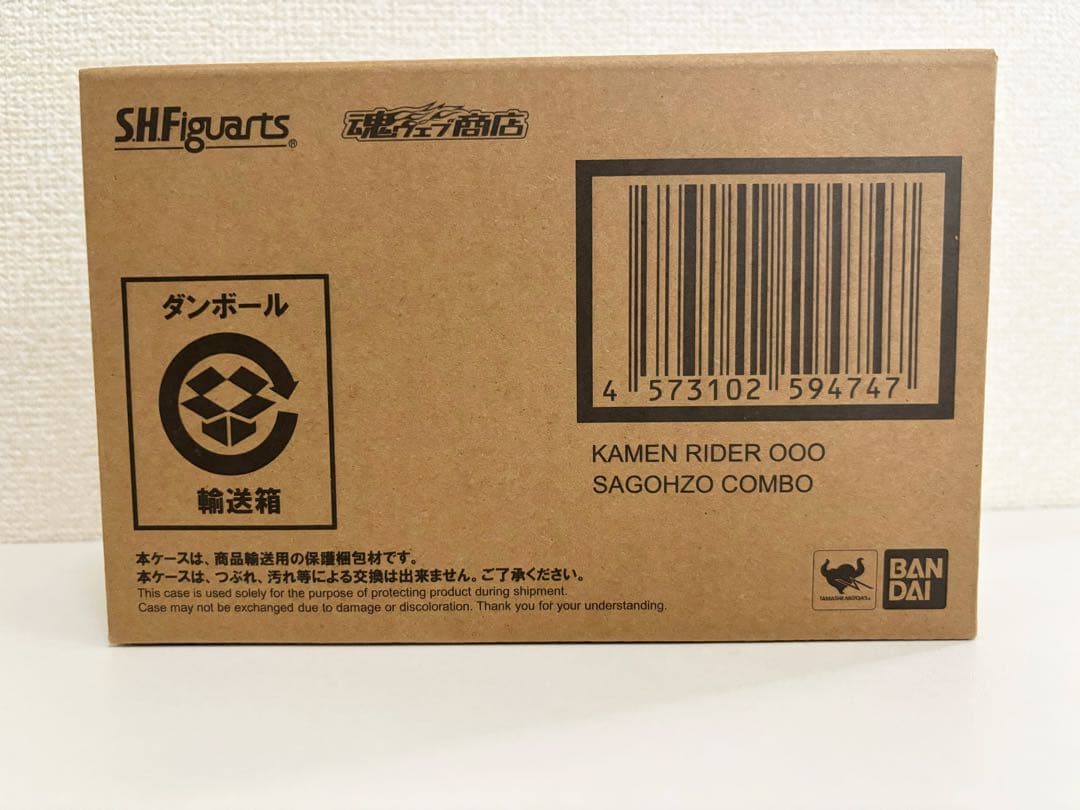 S.H.Figuarts®
魂ウェブ商店
ダンボール
輸送箱
4 573102 594747
KAMEN RIDER OOO
SAGOHZO COMBO
本ケースは、商品輸送用の保護梱包材です。
本ケースは、つぶれ、汚れ等による交換は出来ません。ご了承ください。
This case is used solely for the purpose of protecting product during shipment.
Case may not be exchanged due to damage or discoloration. Thank you for your understanding.
TAMASHII NATIONS
BAN
DAI